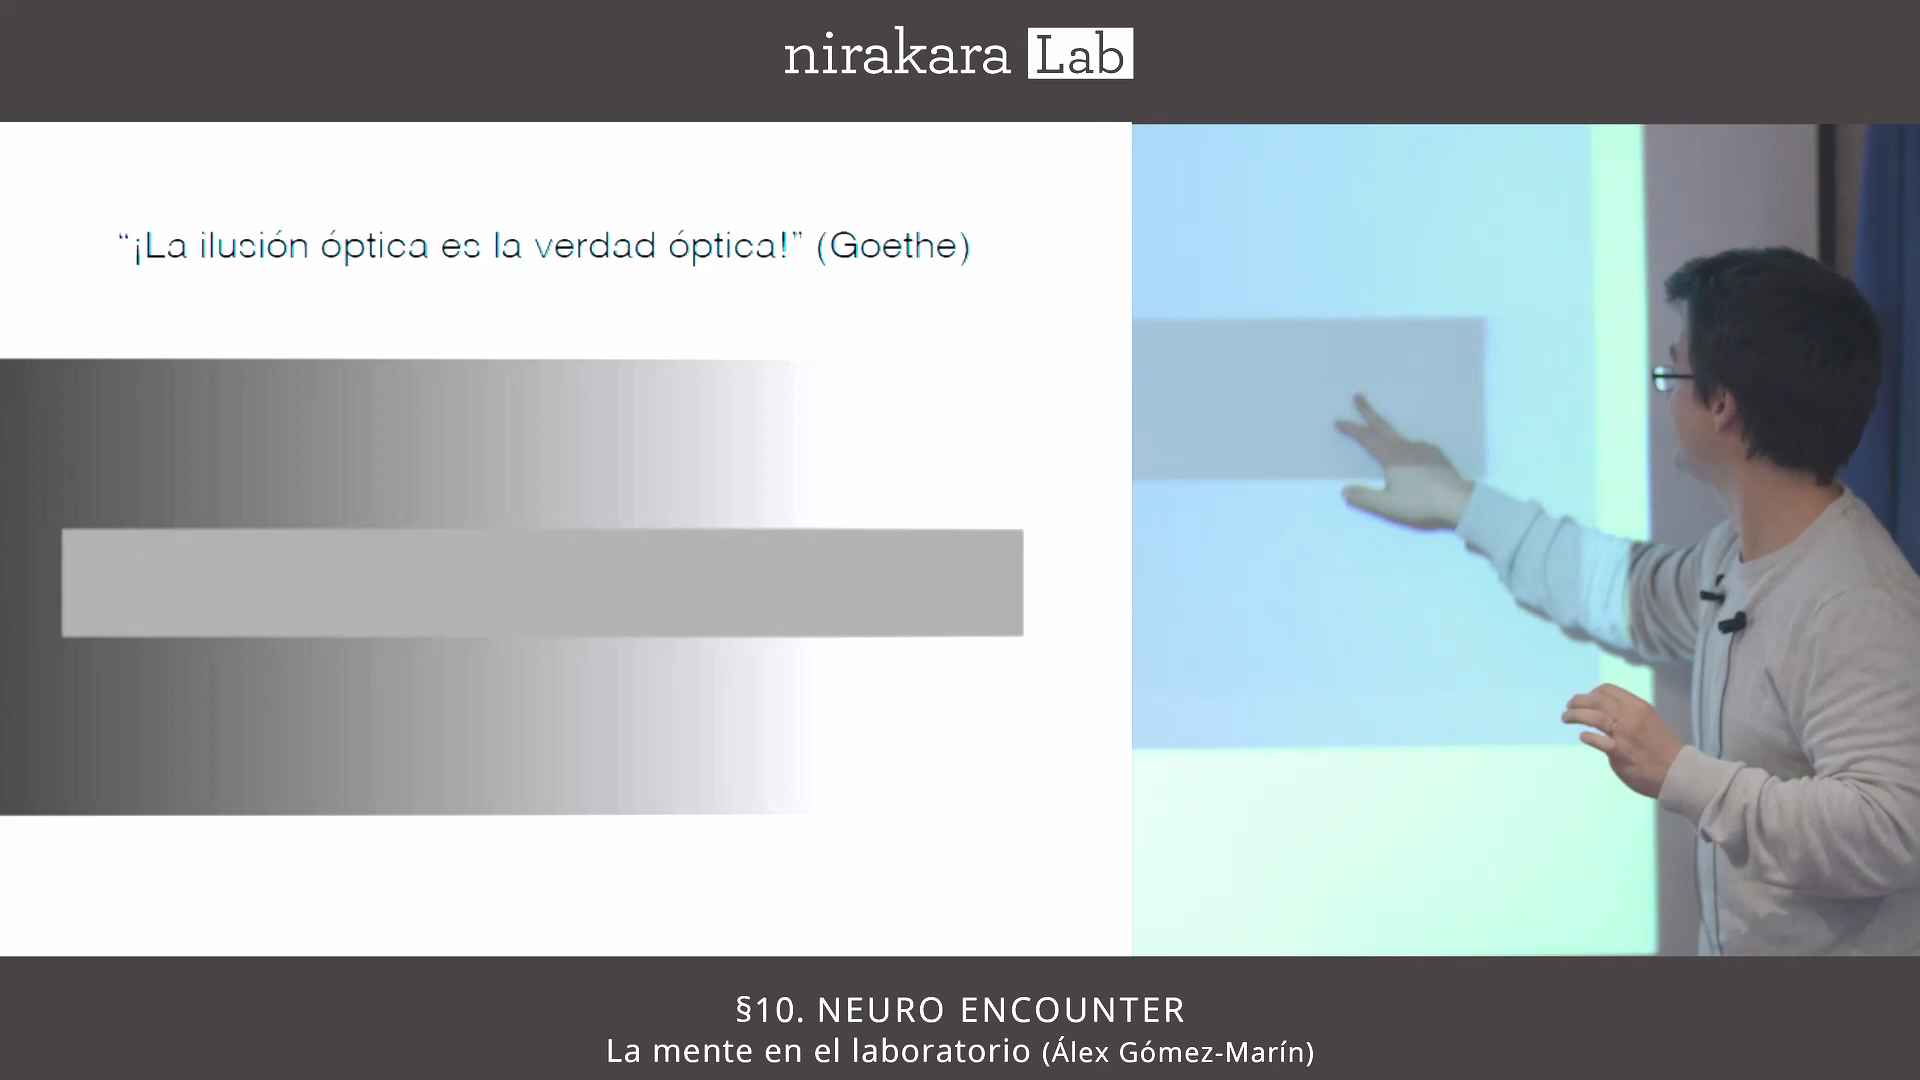 nirakara Lab
“¡La ilusión óptica es la verdad óptica!” (Goethe)
§10. NEURO ENCOUNTER
La mente en el laboratorio (Álex Gómez-Marín)